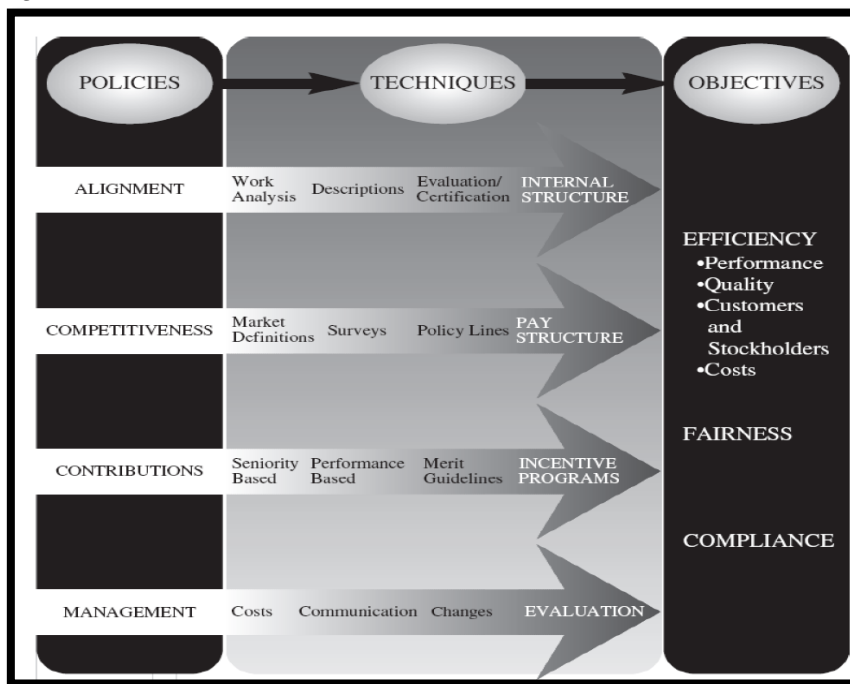 POLICIES
TECHNIQUES
OBJECTIVES
ALIGNMENT
Work
Analysis
Descriptions
Evaluation/
Certification
INTERNAL
STRUCTURE
COMPETITIVENESS
Market
Definitions
Surveys
Policy Lines
PAY
STRUCTURE
CONTRIBUTIONS
Seniority
Based
Performance
Based
Merit
Guidelines
INCENTIVE
PROGRAMS
MANAGEMENT
Costs
Communication
Changes
EVALUATION
EFFICIENCY
•Performance
•Quality
•Customers
and
Stockholders
•Costs
FAIRNESS
COMPLIANCE